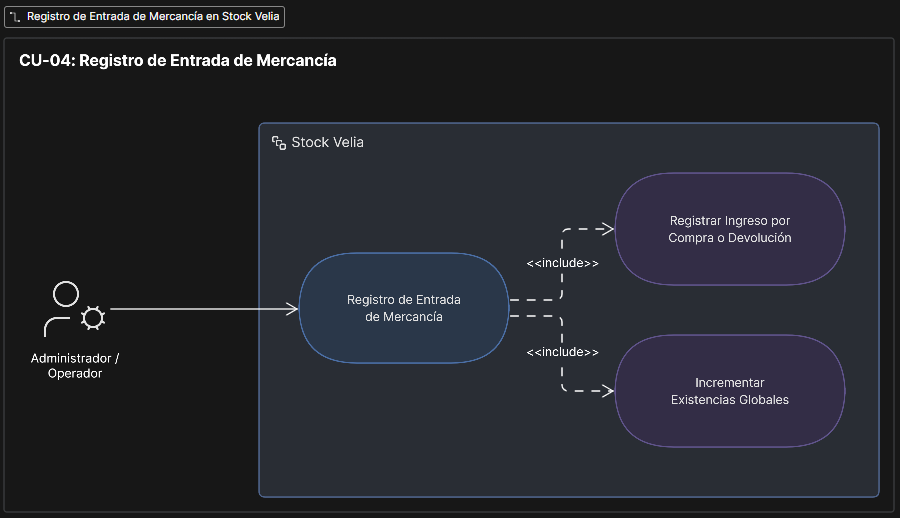 Registro de Entrada de Mercancía en Stock Velia
CU-04: Registro de Entrada de Mercancía
Stock Velia
Registrar Ingreso por
Compra o Devolución
<<include>>
Registro de Entrada
de Mercancía
<<include>>
Administrador /
Operador
Incrementar
Existencias Globales